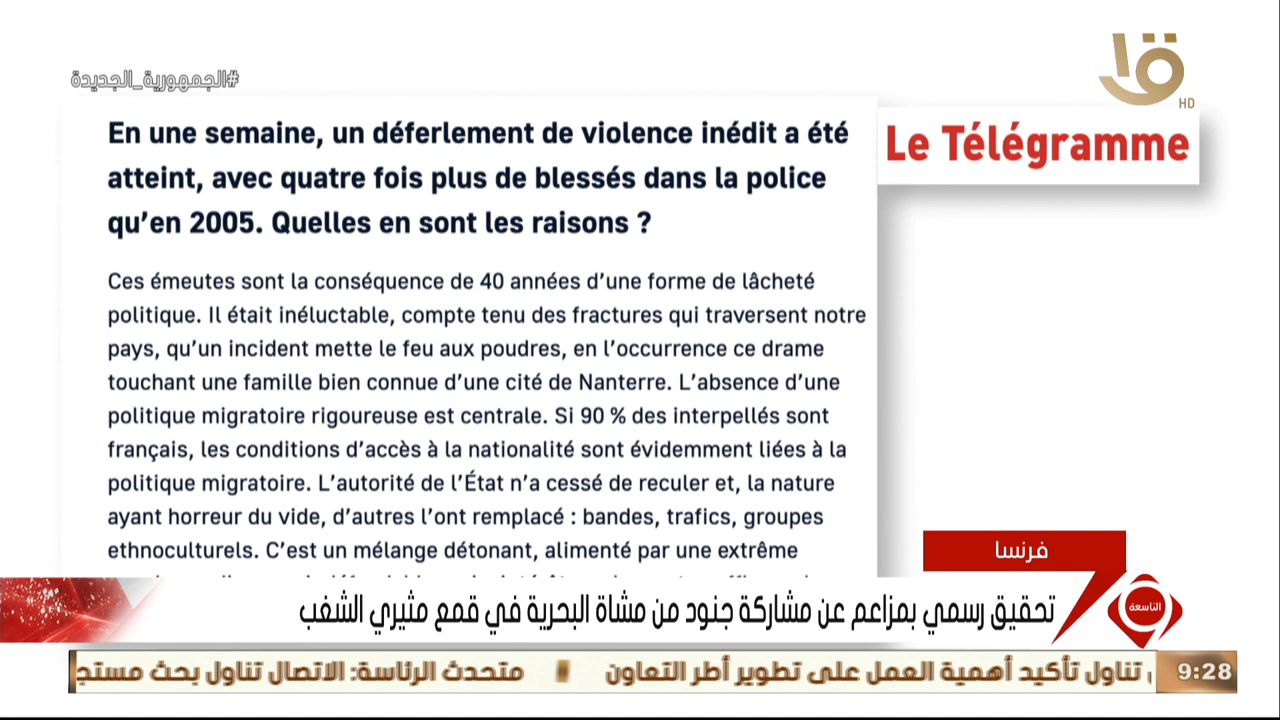 #الجمهورية_الجديدة
HD
Le Télégramme
En une semaine, un déferlement de violence inédit a été
atteint, avec quatre fois plus de blessés dans la police
qu’en 2005. Quelles en sont les raisons ?
Ces émeutes sont la conséquence de 40 années d’une forme de lâcheté
politique. Il était inéluctable, compte tenu des fractures qui traversent notre
pays, qu’un incident mette le feu aux poudres, en l’occurrence ce drame
touchant une famille bien connue d’une cité de Nanterre. L’absence d’une
politique migratoire rigoureuse est centrale. Si 90 % des interpellés sont
français, les conditions d’accès à la nationalité sont évidemment liées à la
politique migratoire. L’autorité de l’État n’a cessé de reculer et, la nature
ayant horreur du vide, d’autres l’ont remplacé : bandes, trafics, groupes
ethnoculturels. C’est un mélange détonant, alimenté par une extrême
فرنسا
التاسعة
تحقيق رسمي بمزاعم عن مشاركة جنود من مشاة البحرية في قمع مثيري الشغب
تناول تأكيد أهمية العمل على تطوير أطر التعاون متحدث الرئاسة: الاتصال تناول بحث
9:28